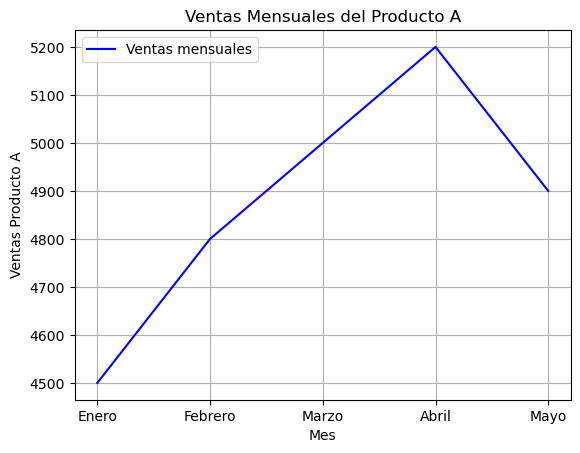 Ventas Mensuales del Producto A
Ventas mensuales
5200
5100
5000
4900
4800
4700
4600
4500
Ventas Producto A
Enero Febrero Marzo Abril Mayo
Mes